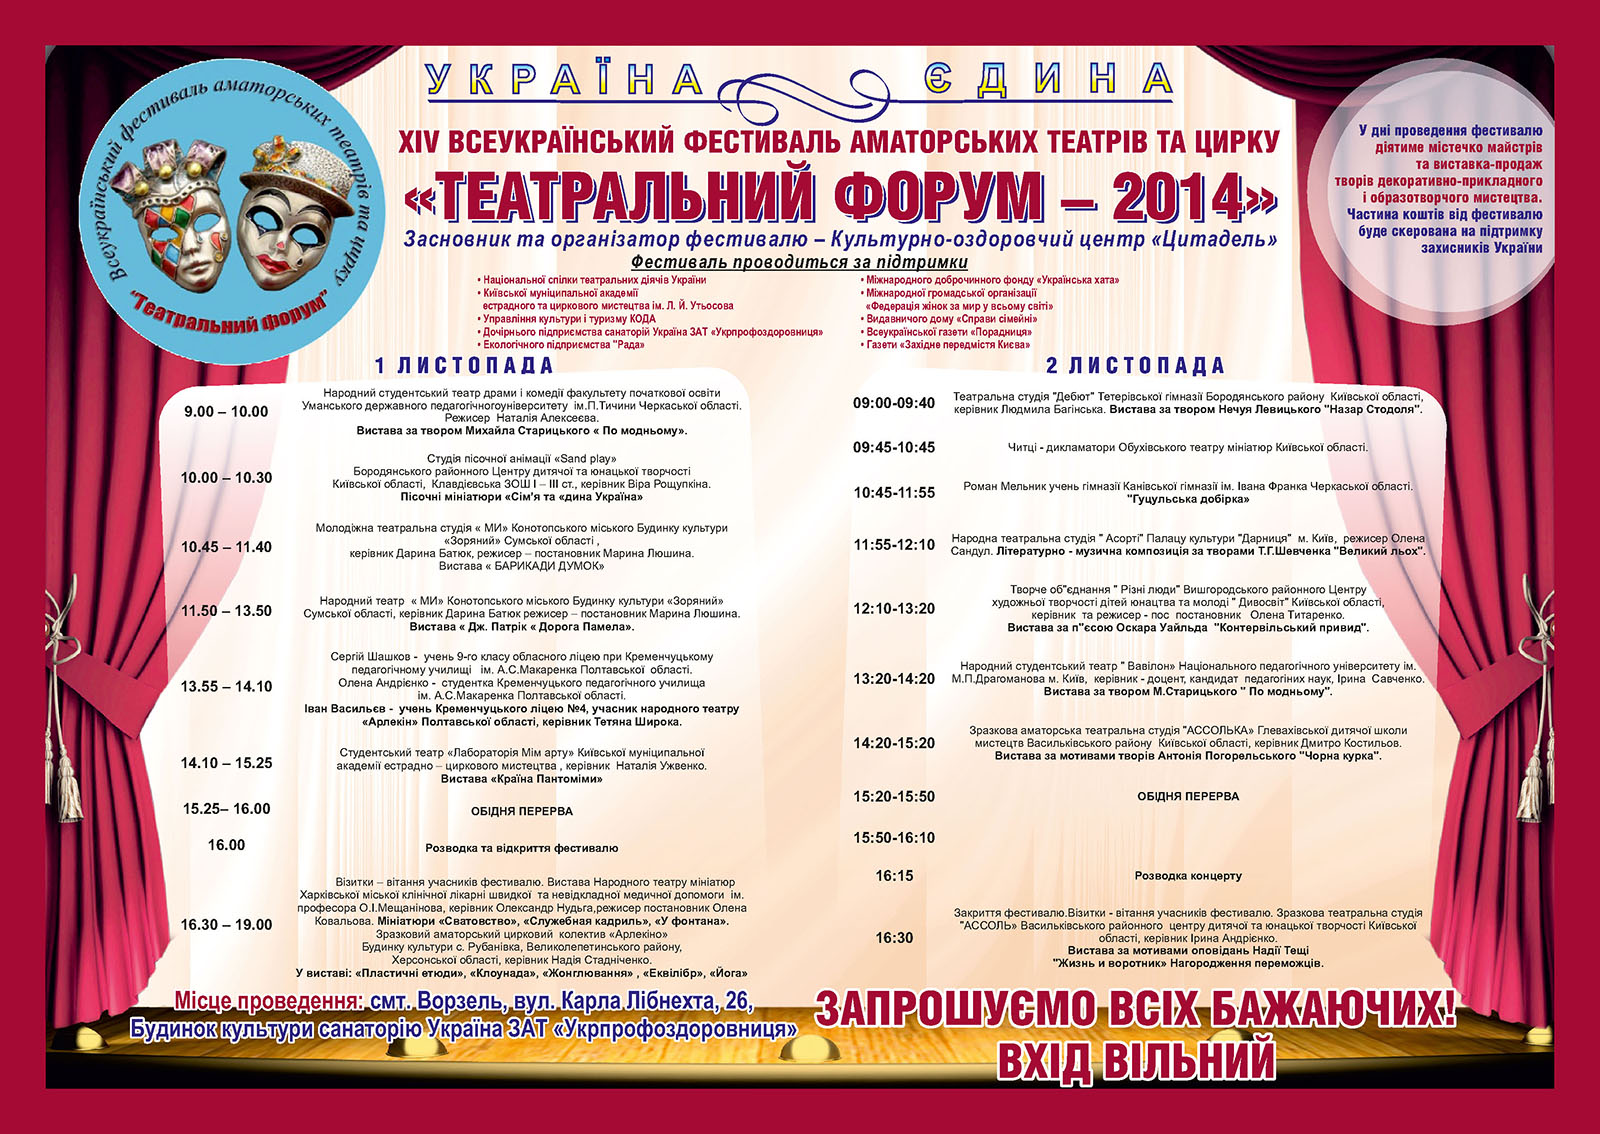 УКРАЇНА ЄДИНА
XIV ВСЕУКРАЇНСЬКИЙ ФЕСТИВАЛЬ АМАТОРСЬКИХ ТЕАТРІВ ТА ЦИРКУ
«ТЕАТРАЛЬНИЙ ФОРУМ – 2014»
Засновник та організатор фестивалю – Культурно-оздоровчий центр «Цитадель»
Фестиваль проводиться за підтримки
Всеукраїнський фестиваль аматорських театрів та цирку
"Театральний форум"
У дні проведення фестивалю
діятиме містечко майстрів
та виставка-продаж
творів декоративно-прикладного
і образотворчого мистецтва.
Частина коштів від фестивалю
буде скерована на підтримку
захисників України
• Національної спілки театральних діячів України
• Київської муніципальної академії
естрадного та циркового мистецтва ім. Л. Й. Утьосова
• Управління культури і туризму КОДА
• Дочірнього підприємства санаторій Україна ЗАТ «Укрпрофоздоровниця»
• Екологічного підприємства "Рада»
• Міжнародного доброчинного фонду «Українська хата»
• Міжнародної громадської організації
«Федерація жінок за мир у всьому світі»
• Видавничого дому «Справи сімейні»
• Всеукраїнської газети «Порадниця»
• Газети «Західне передмістя Києва»
1 ЛИСТОПАДА
9.00 – 10.00
Народний студентський театр драми і комедії факультету початкової освіти
Уманського державного педагогічногоуніверситету ім.П.Тичини Черкаської області.
Режисер Наталія Алексеєва.
Вистава за твором Михайла Старицького « По модньому».
10.00 – 10.30
Студія пісочної анімації «Sand play»
Бородянського районного Центру дитячої та юнацької творчості
Київської області, Клавдієвська ЗОШ І – ІІІ ст., керівник Віра Рощупкіна.
Пісочні мініатюри «Сім'я та «дина Україна»
10.45 – 11.40
Молодіжна театральна студія « МИ» Конотопського міського Будинку культури
«Зоряний» Сумської області ,
керівник Дарина Батюк, режисер – постановник Марина Люшина.
Вистава « БАРИКАДИ ДУМОК»
11.50 – 13.50
Народний театр « МИ» Конотопського міського Будинку культури «Зоряний»
Сумської області, керівник Дарина Батюк режисер – постановник Марина Люшина.
Вистава « Дж. Патрік « Дорога Памела».
13.55 – 14.10
Сергій Шашков - учень 9-го класу обласного ліцею при Кременчуцькому
педагогічному училищі ім. А.С.Макаренка Полтавської області.
Олена Андрієнко - студентка Кременчуцького педагогічного училища
ім. А.С.Макаренка Полтавської області.
Іван Васильєв - учень Кременчуцького ліцею №4, учасник народного театру
«Арлекін» Полтавської області, керівник Тетяна Широка.
14.10 – 15.25
Студентський театр «Лабораторія Мім арту» Київської муніципальної
академії естрадно – циркового мистецтва , керівник Наталія Ужвенко.
Вистава «Країна Пантоміми»
15.25– 16.00
ОБІДНЯ ПЕРЕРВА
16.00
Розводка та відкриття фестивалю
16.30 – 19.00
Візитки – вітання учасників фестивалю. Вистава Народного театру мініатюр
Харківської міської клінічної лікарні швидкої та невідкладної медичної допомоги ім.
професора О.І.Мещанінова, керівник Олександр Нудьга,режисер постановник Олена
Ковальова. Мініатюри «Сватовство», «Служебная кадриль», «У фонтана».
Зразковий аматорський цирковий колектив «Арлекіно»
Будинку культури с. Рубанівка, Великолепетинського району,
Херсонської області, керівник Надія Стадніченко.
У виставі: «Пластичні етюди», «Клоунада», «Жонглювання» , «Еквілібр», «Йога»
2 ЛИСТОПАДА
09:00-09:40
Театральна студія "Дебют" Тетерівської гімназії Бородянського району Київської області,
керівник Людмила Багінська. Вистава за твором Нечуя Левицького "Назар Стодоля".
09:45-10:45
Читці - дикламатори Обухівського театру мініатюр Київської області.
10:45-11:55
Роман Мельник учень гімназії Канівської гімназії ім. Івана Франка Черкаської області.
"Гуцульська добірка»
11:55-12:10
Народна театральна студія " Асорті" Палацу культури "Дарниця" м. Київ, режисер Олена
Сандул. Літературно - музична композиція за творами Т.Г.Шевченка "Великий льох".
12:10-13:20
Творче об"єднання " Різні люди" Вишгородського районного Центру
художньої творчості дітей юнацтва та молоді " Дивосвіт" Київської області,
керівник та режисер - пос постановник Олена Титаренко.
Вистава за п"єсою Оскара Уайльда "Контервільський привид".
13:20-14:20
Народний студентський театр " Вавілон» Національного педагогічного університету ім.
М.П.Драгоманова м. Київ, керівник - доцент, кандидат педагогіних наук, Ірина Савченко.
Вистава за твором М.Старицького " По модньому".
14:20-15:20
Зразкова аматорська театральна студія "АССОЛЬКА» Глевахівської дитячої школи
мистецтв Васильківського району Київської області, керівник Дмитро Костильов.
Вистава за мотивами творів Антонія Погорельського "Чорна курка".
15:20-15:50
ОБІДНЯ ПЕРЕРВА
15:50-16:10
16:15
Розводка концерту
16:30
Закриття фестивалю.Візитки - вітання учасників фестивалю. Зразкова театральна студія
"АССОЛЬ» Васильківського району центру дитячої та юнацької творчості Київської
області, керівник Ірина Андрієнко.
Вистава за мотивами оповідань Надії Тещі
"Жизнь и воротник» Нагородження переможців.
Місце проведення: смт. Ворзель, вул. Карла Лібнехта, 26,
Будинок культури санаторію Україна ЗАТ «Укрпрофоздоровниця»
ЗАПРОШУЄМО ВСІХ БАЖАЮЧИХ!
ВХІД ВІЛЬНИЙ